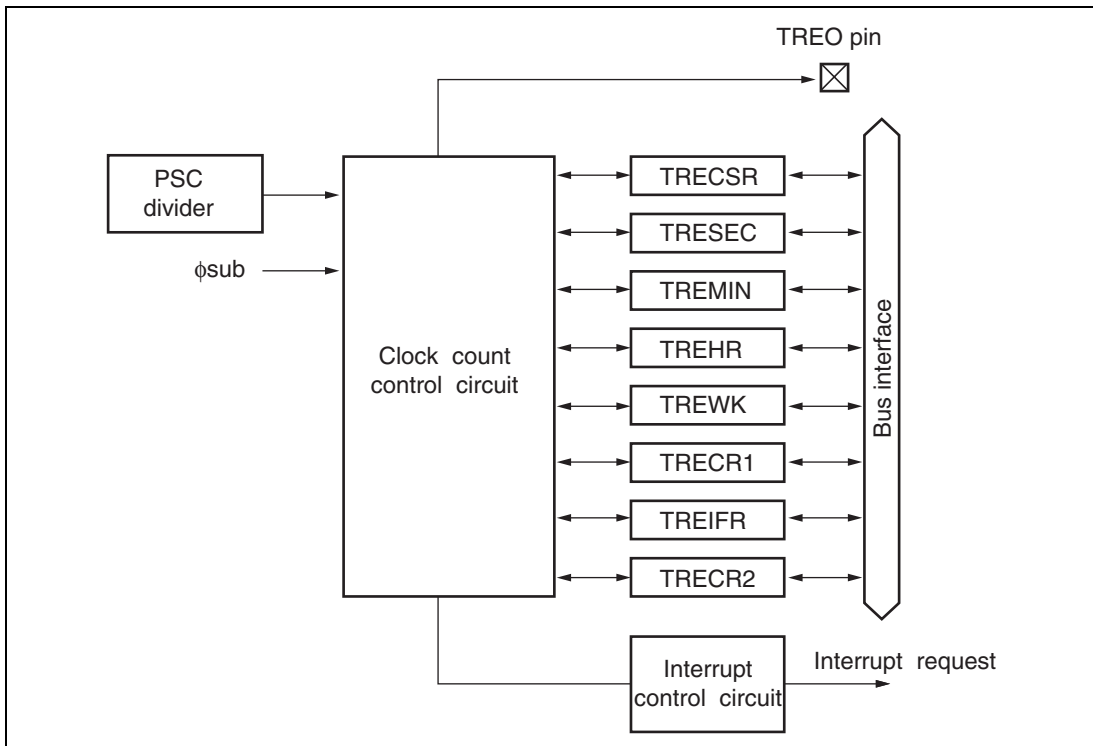 TREO pin
PSC
divider
ϕsub
Clock count
control circuit
TRECSR
TRESEC
TREMIN
TREHR
TREWK
TRECR1
TREIFR
TRECR2
Bus interface
Interrupt
control circuit
Interrupt request